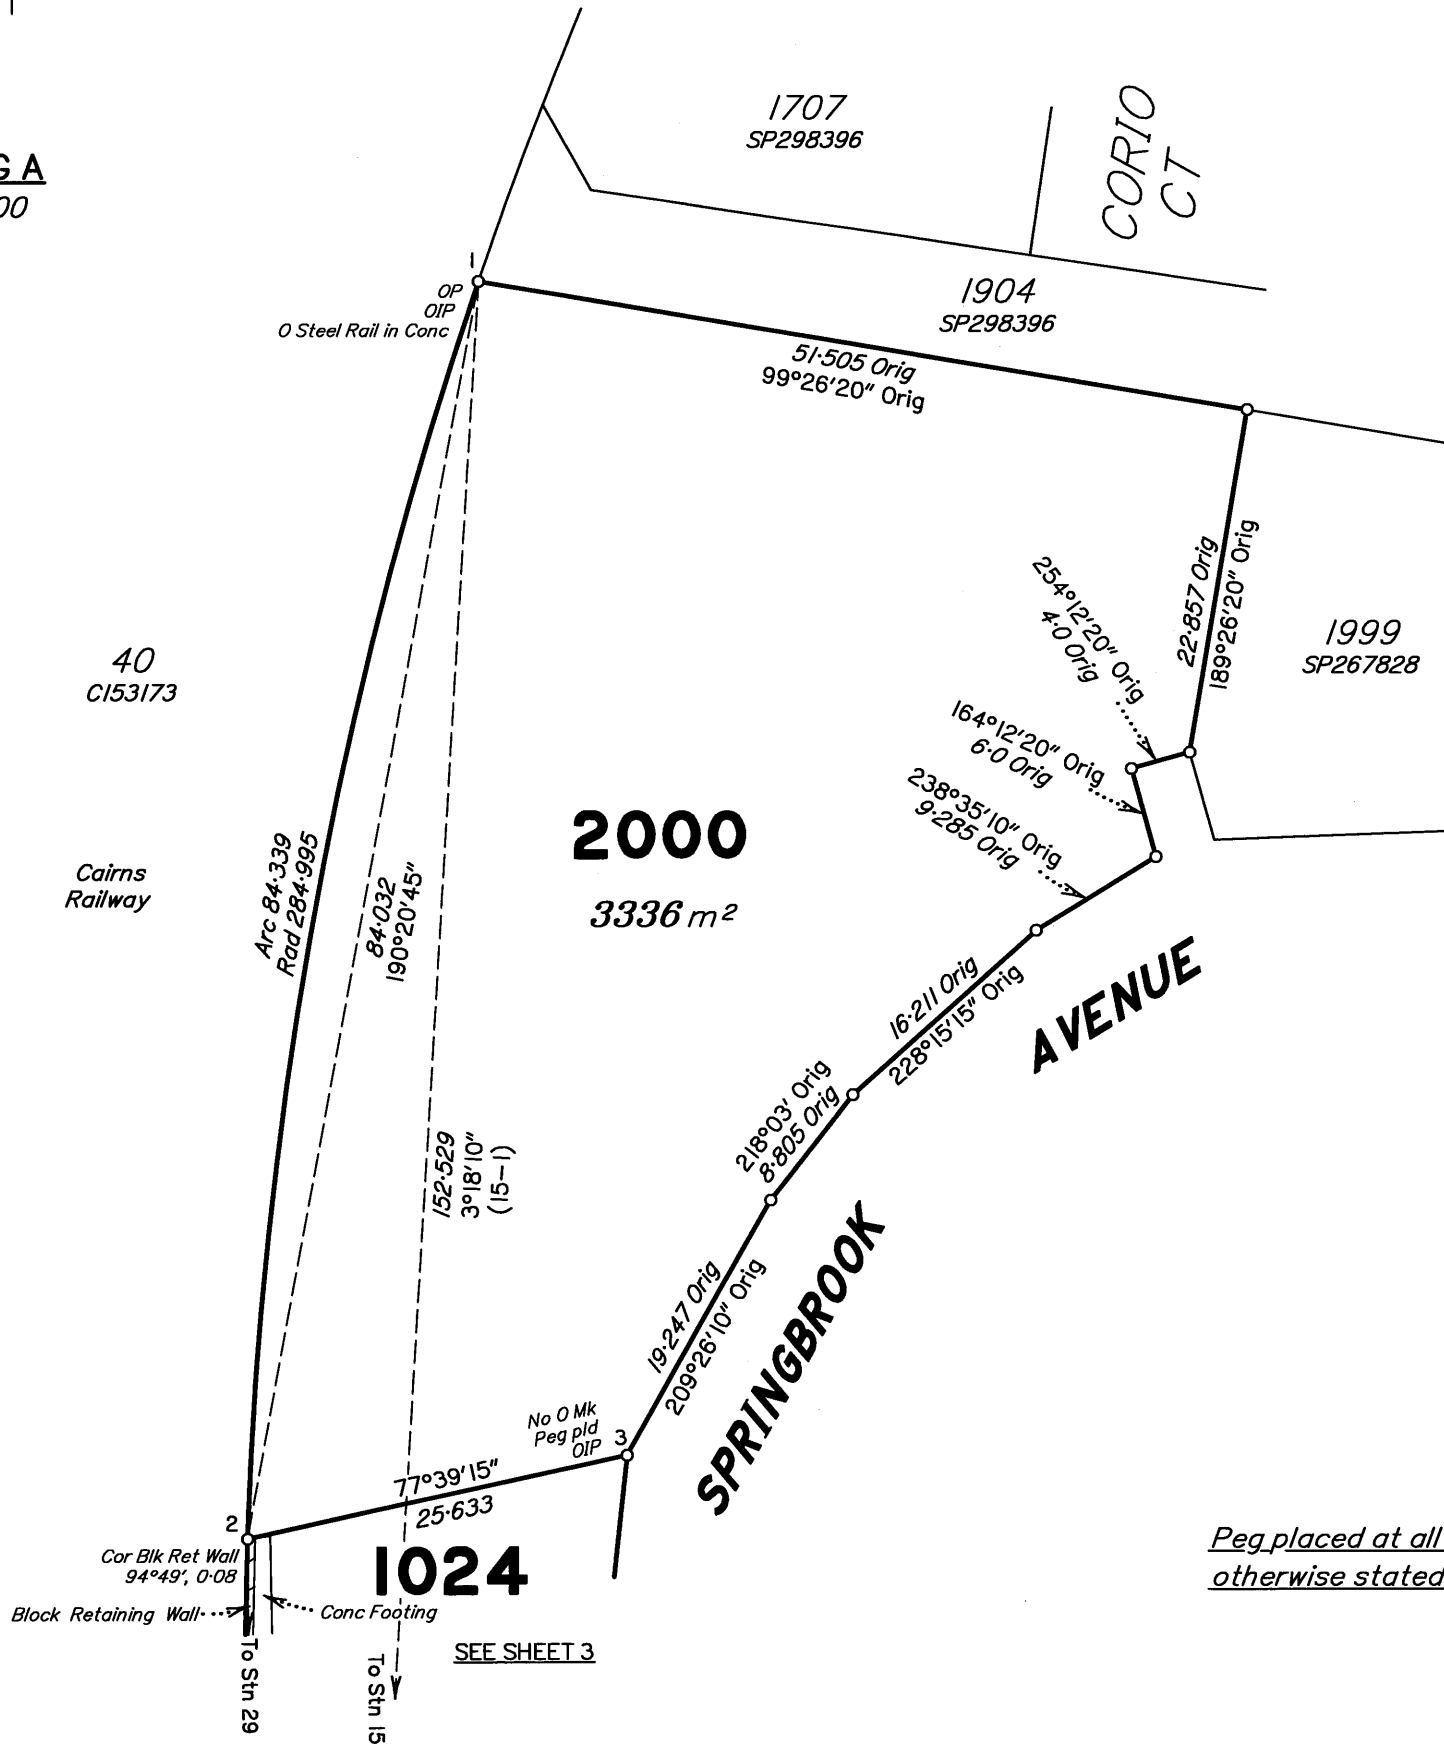 G A
00
1707
SP298396
CORIO
CT
1
OP
OIP
O Steel Rail in Conc
1904
SP298396
51·505 Orig
99°26'20" Orig
254°12'20" Orig
4·0 Orig
22·857 Orig
189°26'20" Orig
1999
SP267828
40
C153173
164°12'20" Orig
6·0 Orig
238°35'10" Orig
9·285 Orig
2000
3336 m²
Cairns
Railway
Arc 84·339
Rad 284·995
84·032
190°20'45"
16·211 Orig
228°15'15" Orig
AVENUE
218°03' Orig
8·805 Orig
152·529
3°18'10"
(15-1)
19·247 Orig
209°26'10" Orig
SPRINGBROOK
No O Mk
Peg pld
OIP
3
77°39'15"
25·633
2
Cor Blk Ret Wall
94°49', 0·08
1024
Block Retaining Wall
Conc Footing
SEE SHEET 3
To Stn 29
To Stn 15
Peg placed at all
otherwise stated